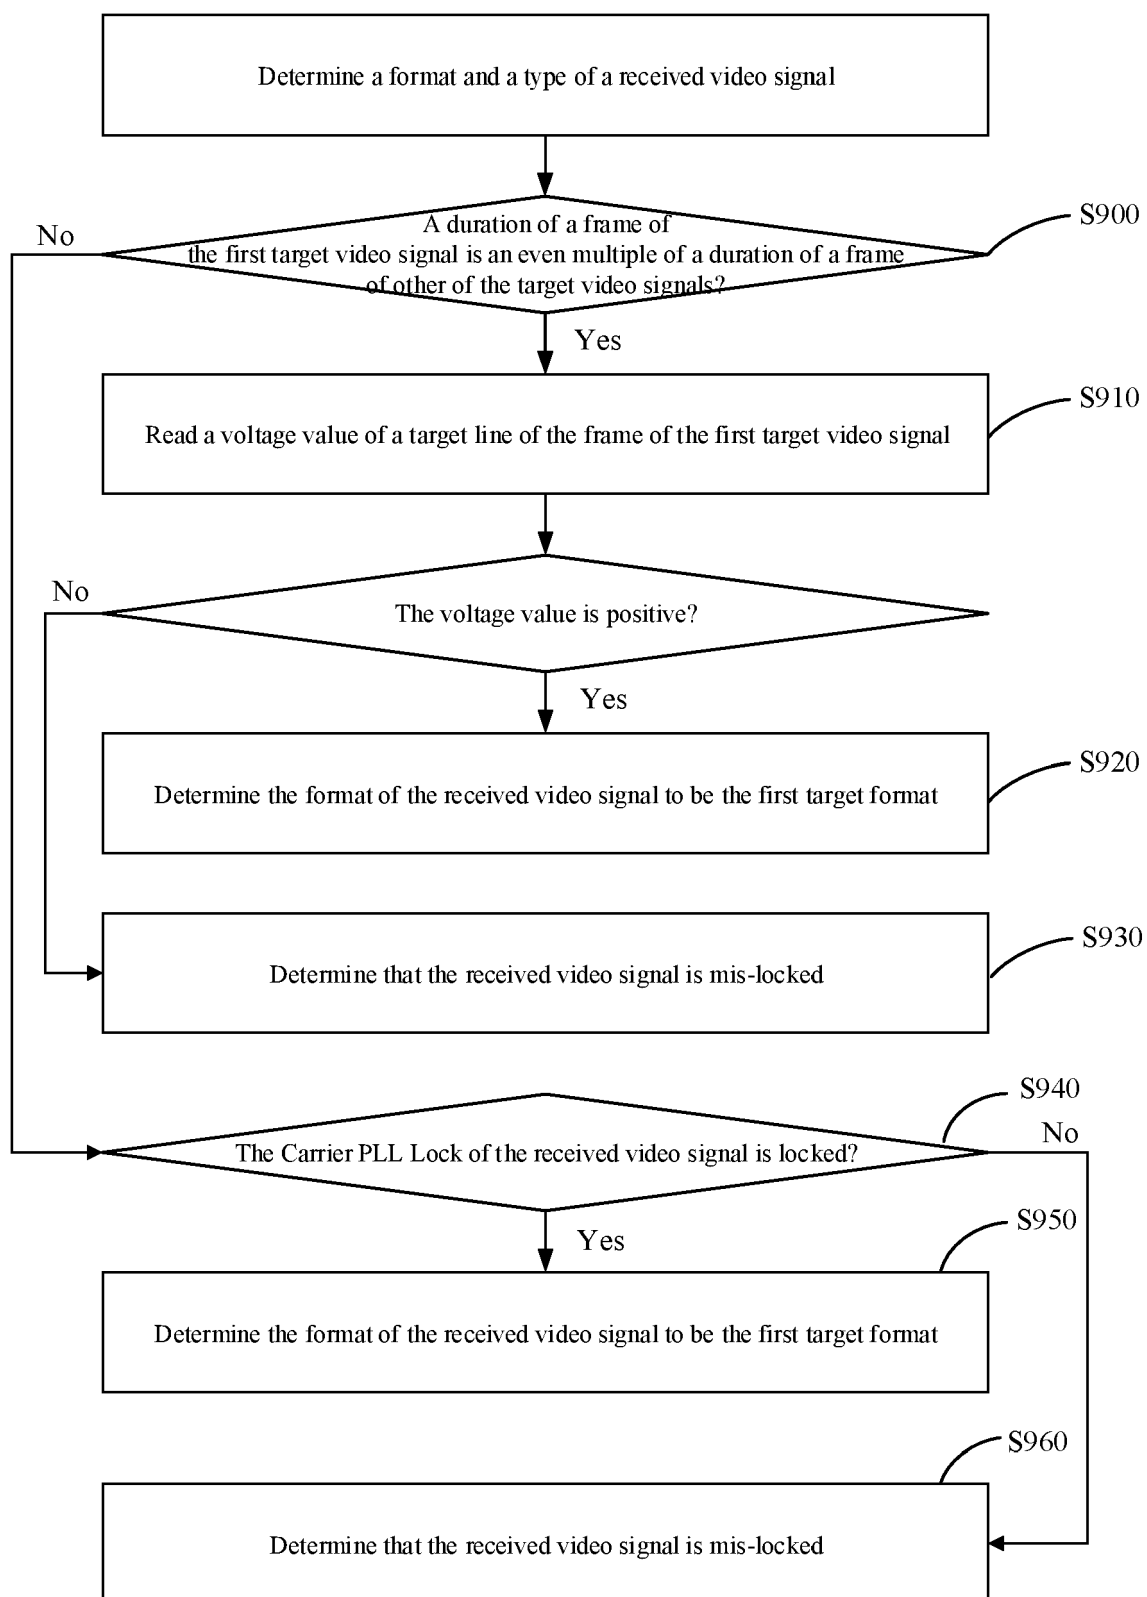 Determine a format and a type of a received video signal
S900
No
A duration of a frame of
the first target video signal is an even multiple of a duration of a frame
of other of the target video signals?
Yes
S910
Read a voltage value of a target line of the frame of the first target video signal
No
The voltage value is positive?
Yes
S920
Determine the format of the received video signal to be the first target format
S930
Determine that the received video signal is mis-locked
S940
No
The Carrier PLL Lock of the received video signal is locked?
Yes
S950
Determine the format of the received video signal to be the first target format
S960
Determine that the received video signal is mis-locked